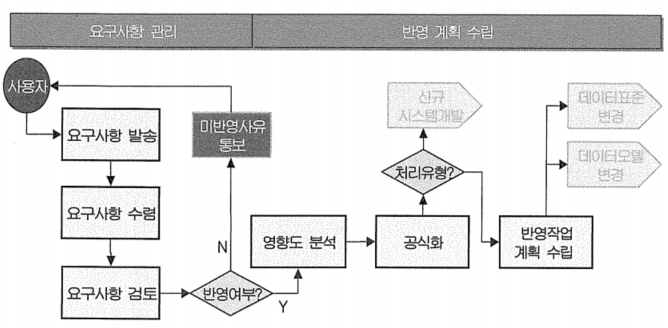 요구사항 관리
반영 계획 수립
사용자
요구사항 발송
요구사항 수렴
요구사항 검토
미반영사유
통보
N
반영여부?
Y
영향도 분석
공식화
처리유형?
신규
시스템개발
반영작업
계획 수립
데이터표준
변경
데이터모델
변경